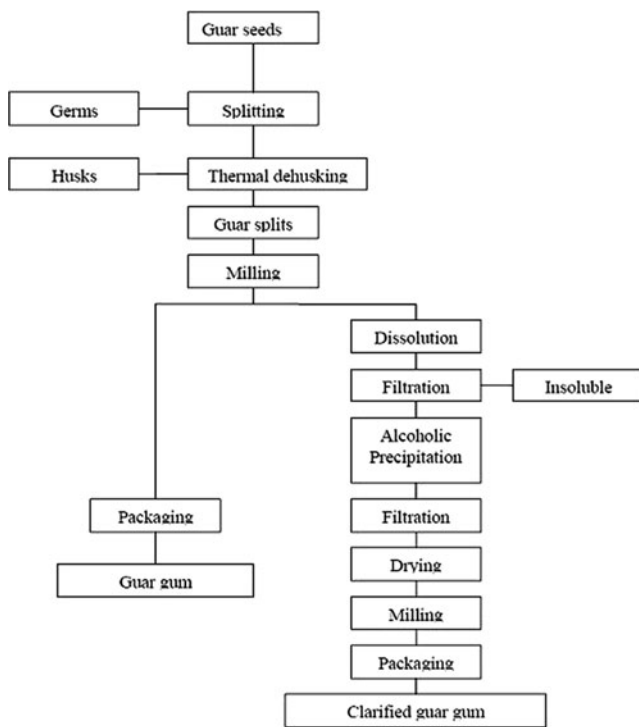 Guar seeds
Germs
Splitting
Husks
Thermal dehusking
Guar splits
Milling
Dissolution
Filtration
Insoluble
Alcoholic
Precipitation
Packaging
Filtration
Guar gum
Drying
Milling
Packaging
Clarified guar gum